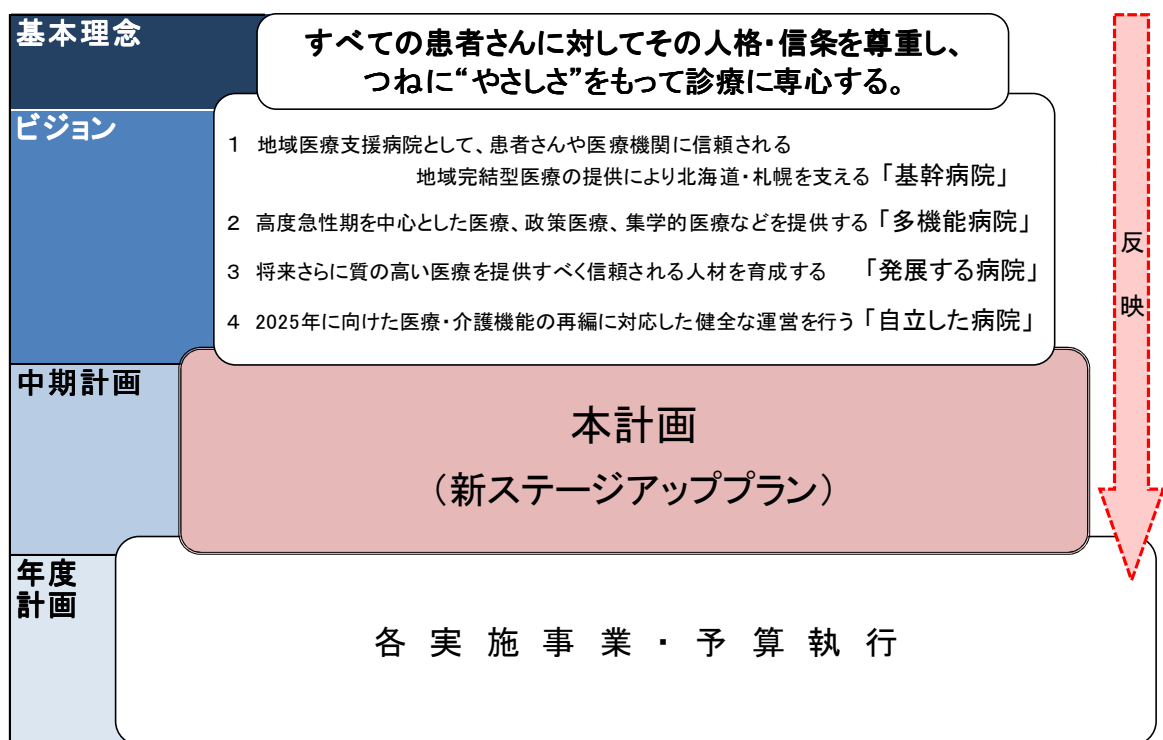 基本理念
すべての患者さんに対してその人格・信条を尊重し、
つねに“やさしさ”をもって診療に専心する。
ビジョン
1 地域医療支援病院として、患者さんや医療機関に信頼される
地域完結型医療の提供により北海道・札幌を支える「基幹病院」
2 高度急性期を中心とした医療、政策医療、集学的医療などを提供する「多機能病院」
3 将来さらに質の高い医療を提供すべく信頼される人材を育成する 「発展する病院」
4 2025年に向けた医療・介護機能の再編に対応した健全な運営を行う「自立した病院」
反
映
中期計画
本計画
（新ステージアッププラン）
年度
計画
各実施事業・予算執行